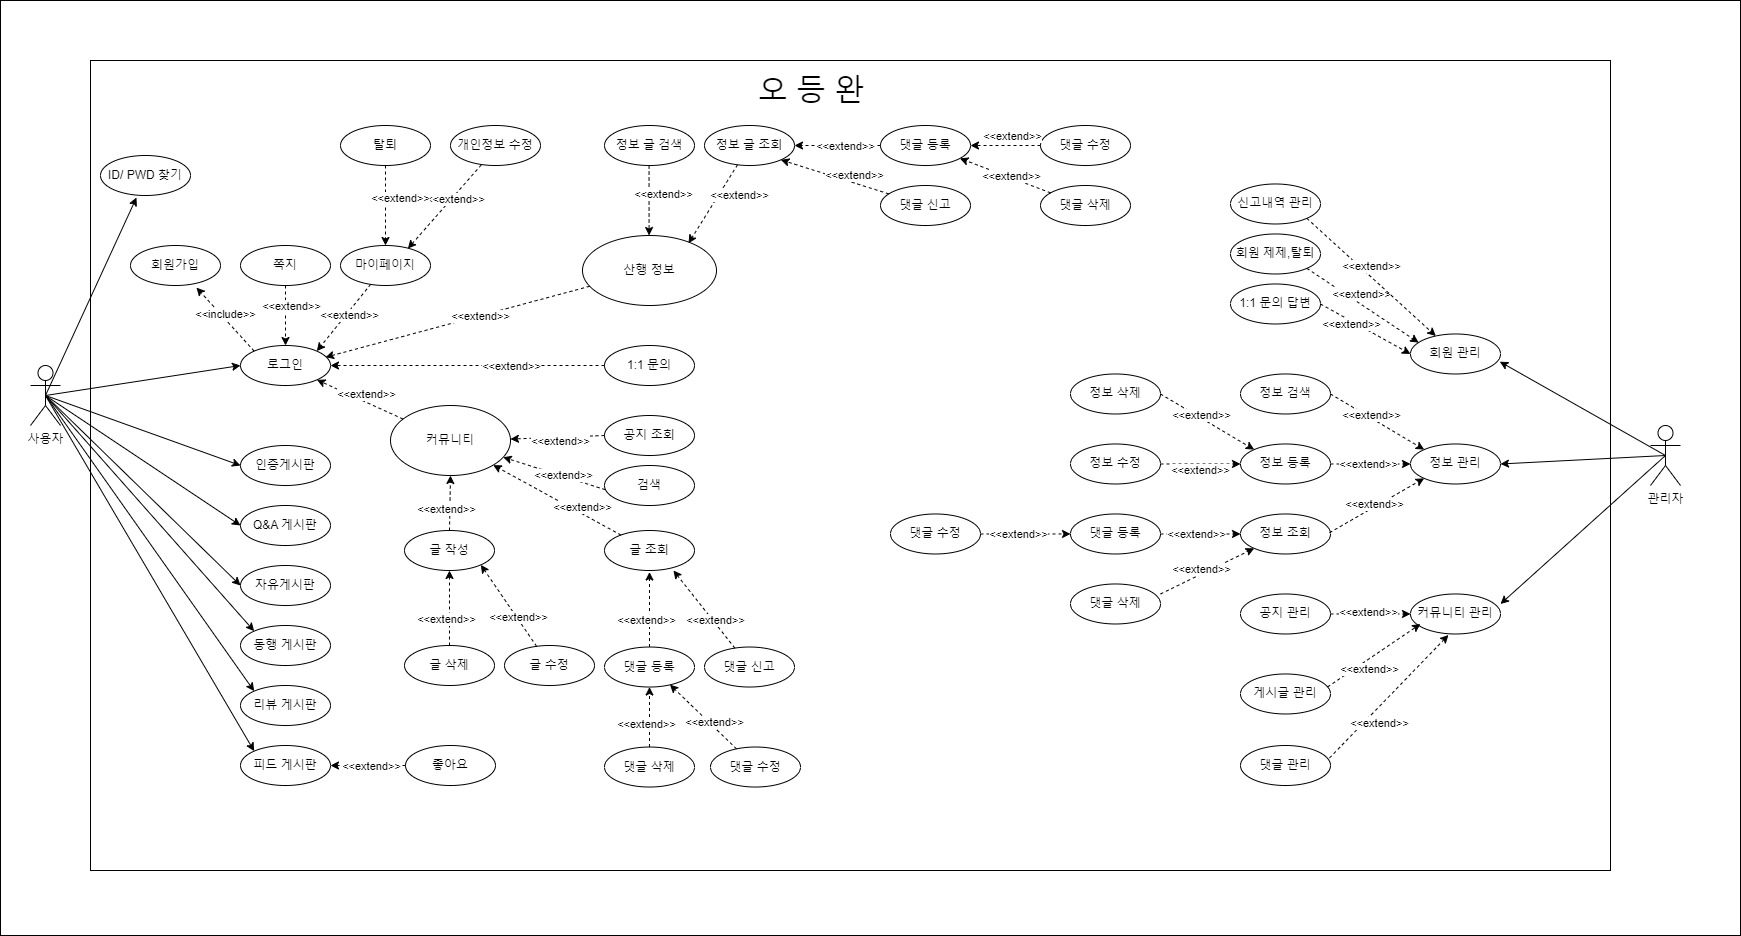 오 등 완
탈퇴
개인정보 수정
정보 글 검색
정보 글 조회
<<extend>>
댓글 등록
<<extend>>
댓글 수정
ID/ PWD 찾기
<<extend>>
<<extend>>
<<extend>>
<<extend>>
<<extend>>
댓글 신고
<<extend>>
댓글 삭제
신고내역 관리
회원가입
쪽지
마이페이지
산행 정보
회원 제제,탈퇴
<<extend>>
<<include>>
<<extend>>
<<extend>>
<<extend>>
<<extend>>
1:1 문의 답변
<<extend>>
로그인
<<extend>>
1:1 문의
회원 관리
사용자
<<extend>>
정보 삭제
정보 검색
커뮤니티
<<extend>>
공지 조회
<<extend>>
<<extend>>
관리자
인증게시판
<<extend>>
검색
정보 수정
<<extend>>
정보 등록
<<extend>>
정보 관리
Q&A 게시판
<<extend>>
<<extend>>
<<extend>>
글 작성
글 조회
댓글 수정
<<extend>>
댓글 등록
<<extend>>
정보 조회
자유게시판
<<extend>>
댓글 삭제
<<extend>>
<<extend>>
<<extend>>
<<extend>>
공지 관리
<<extend>>
커뮤니티 관리
동행 게시판
글 삭제
글 수정
댓글 등록
댓글 신고
<<extend>>
게시글 관리
리뷰 게시판
<<extend>>
<<extend>>
<<extend>>
피드 게시판
<<extend>>
좋아요
댓글 삭제
댓글 수정
댓글 관리